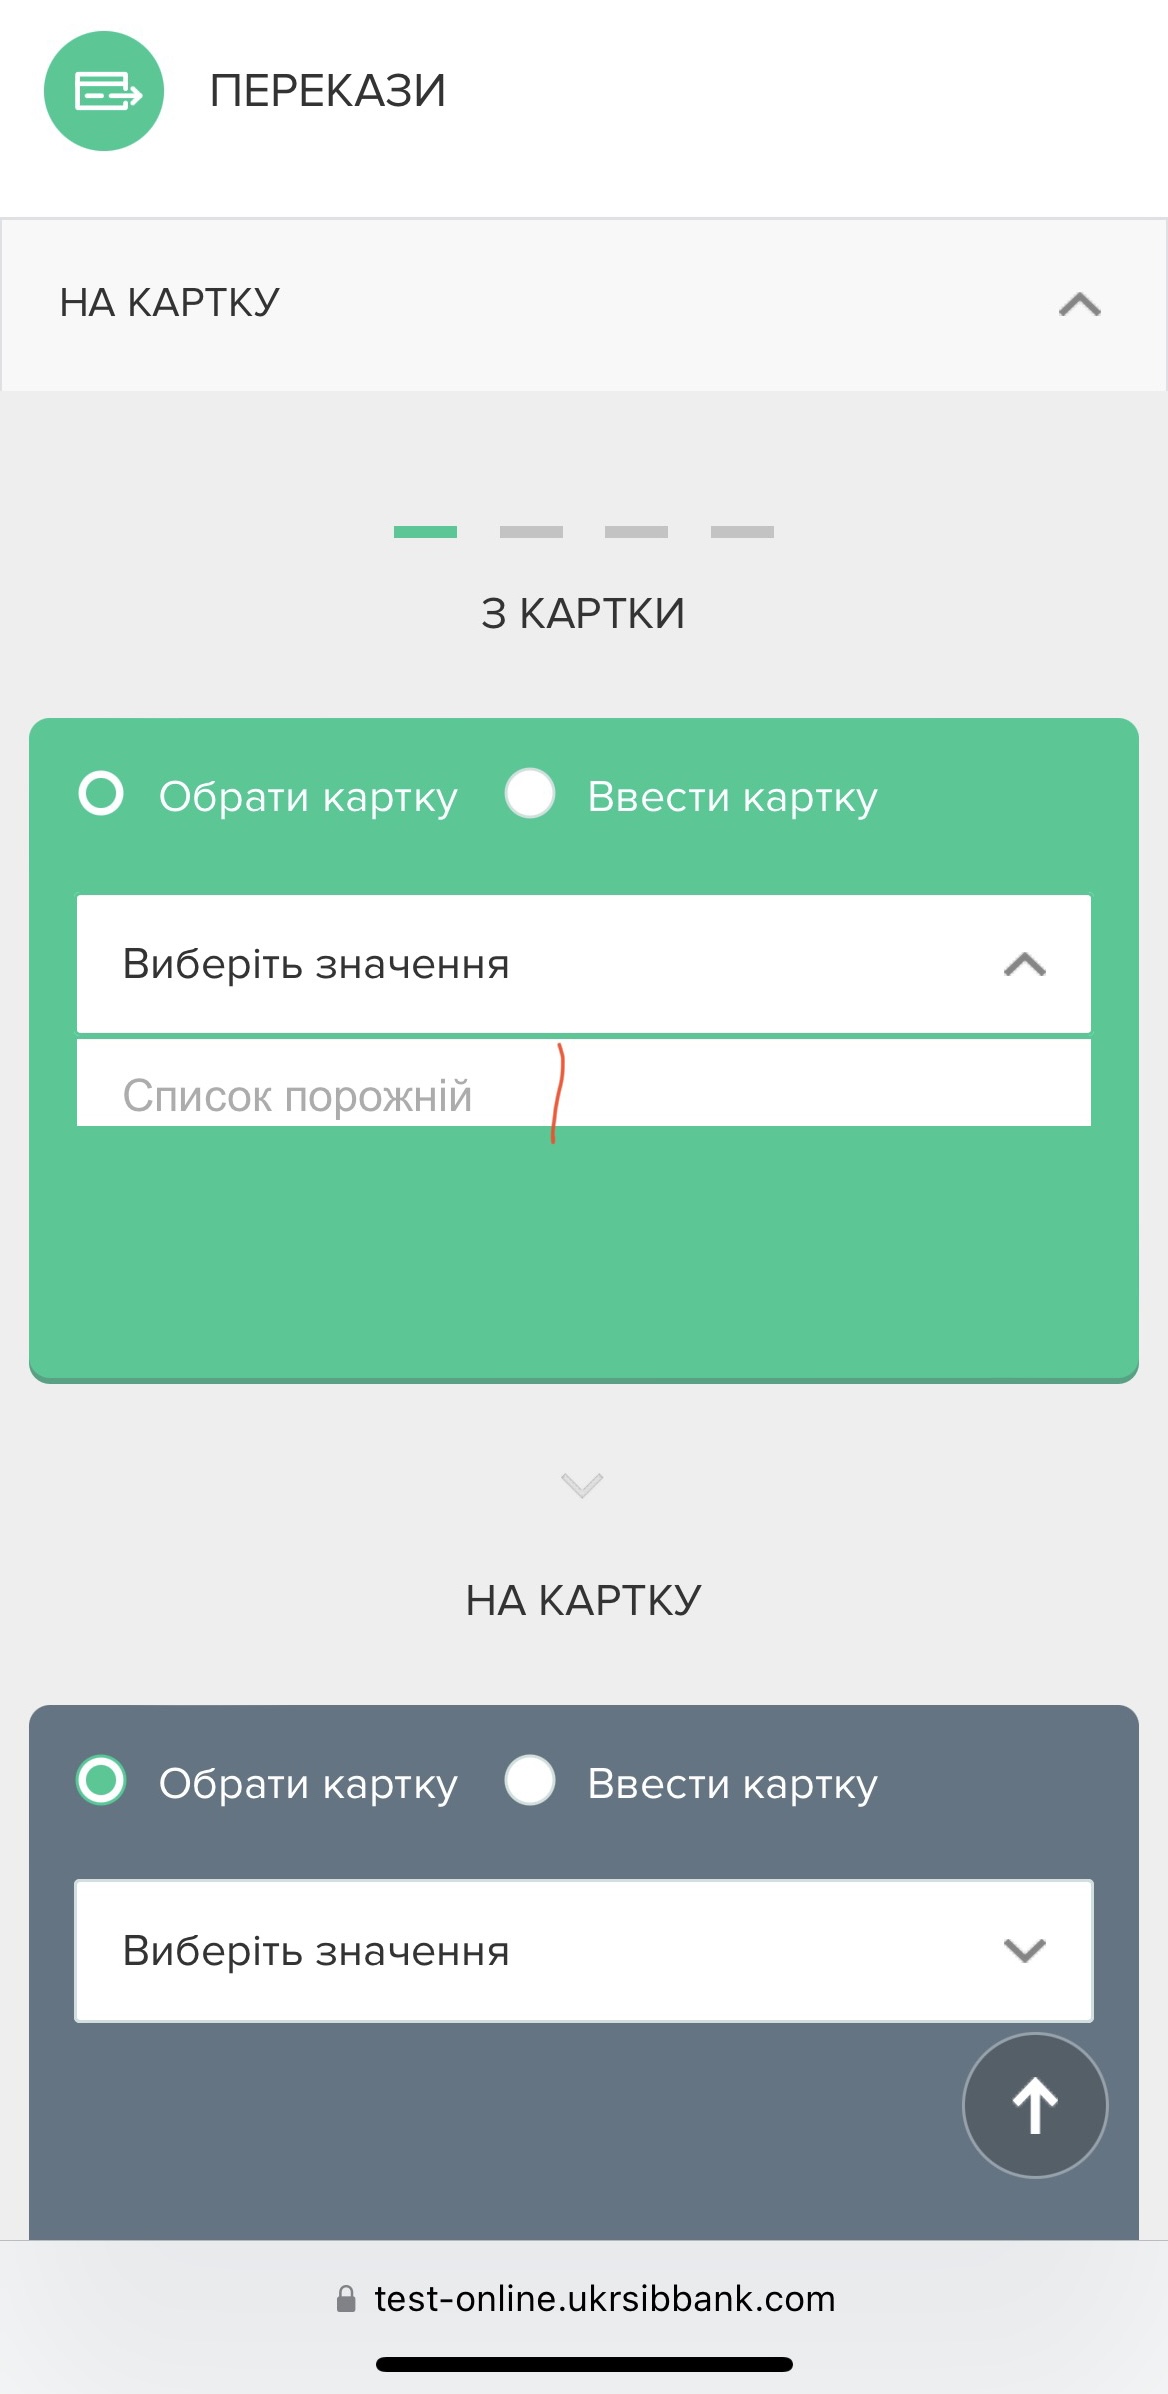 ПЕРЕКАЗИ
НА КАРТКУ
З КАРТКИ
Обрати картку Ввести картку
Виберіть значення
Список порожній
НА КАРТКУ
Обрати картку Ввести картку
Виберіть значення
test-online.ukrsibbank.com